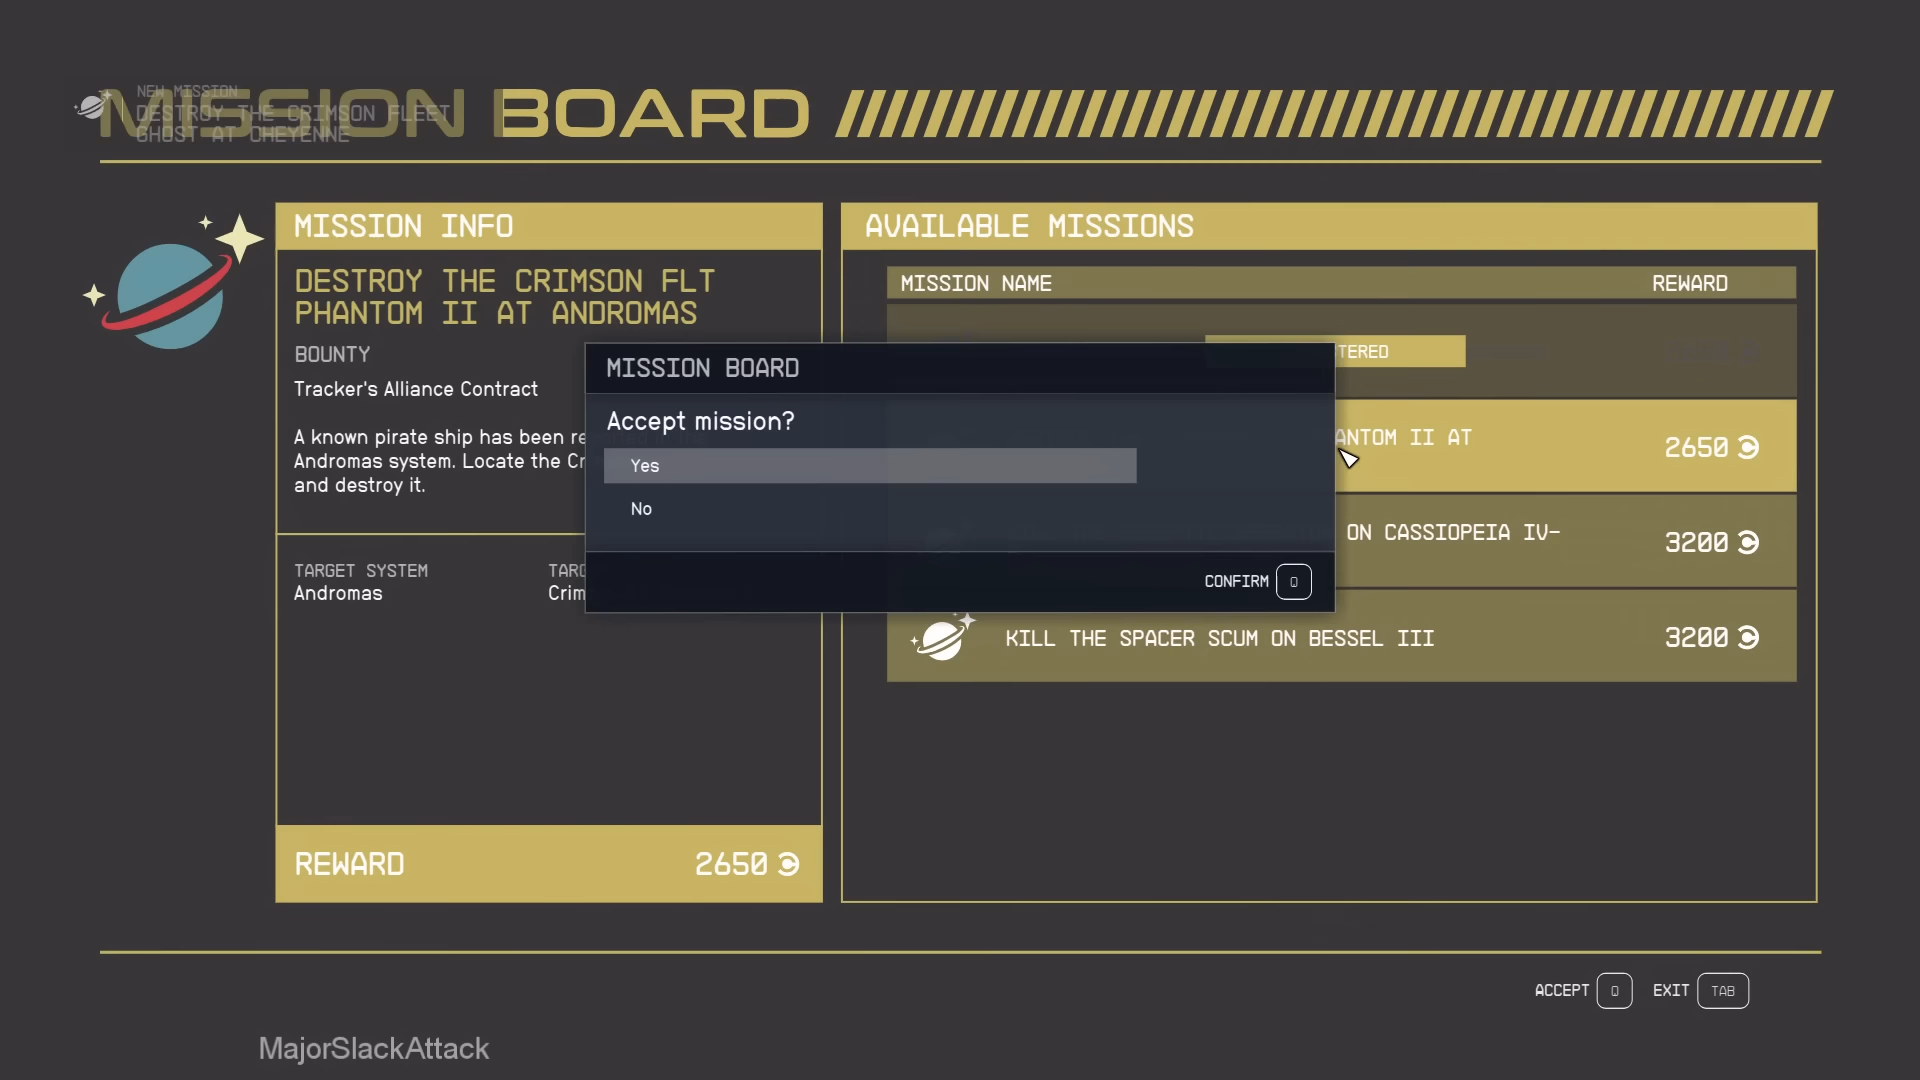 NEW MISSION
DESTROY THE CRIMSON FLEET
GHOST AT CHEYENNE
MISSION BOARD
MISSION INFO
DESTROY THE CRIMSON FLT
PHANTOM II AT ANDROMAS
BOUNTY
Tracker's Alliance Contract
A known pirate ship has been re
Andromas system. Locate the Cr
and destroy it.
TARGET SYSTEM
Andromas
TARG
Crim
REWARD 2650
AVAILABLE MISSIONS
MISSION NAME REWARD
TERED
ANTOM II AT 2650
ON CASSIOPEIA IV- 3200
KILL THE SPACER SCUM ON BESSEL III 3200
MISSION BOARD
Accept mission?
Yes
No
CONFIRM
ACCEPT EXIT TAB
MajorSlackAttack